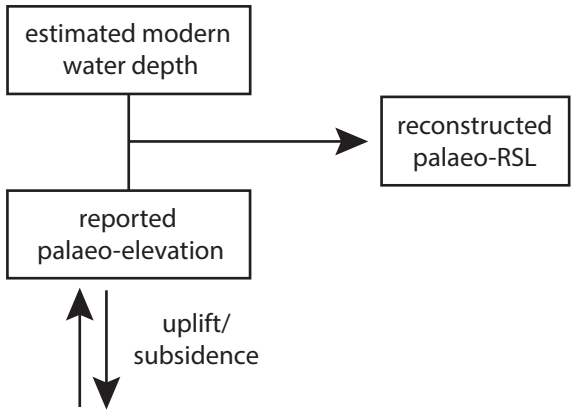 estimated modern
water depth
reconstructed
palaeo-RSL
reported
palaeo-elevation
uplift/
subsidence